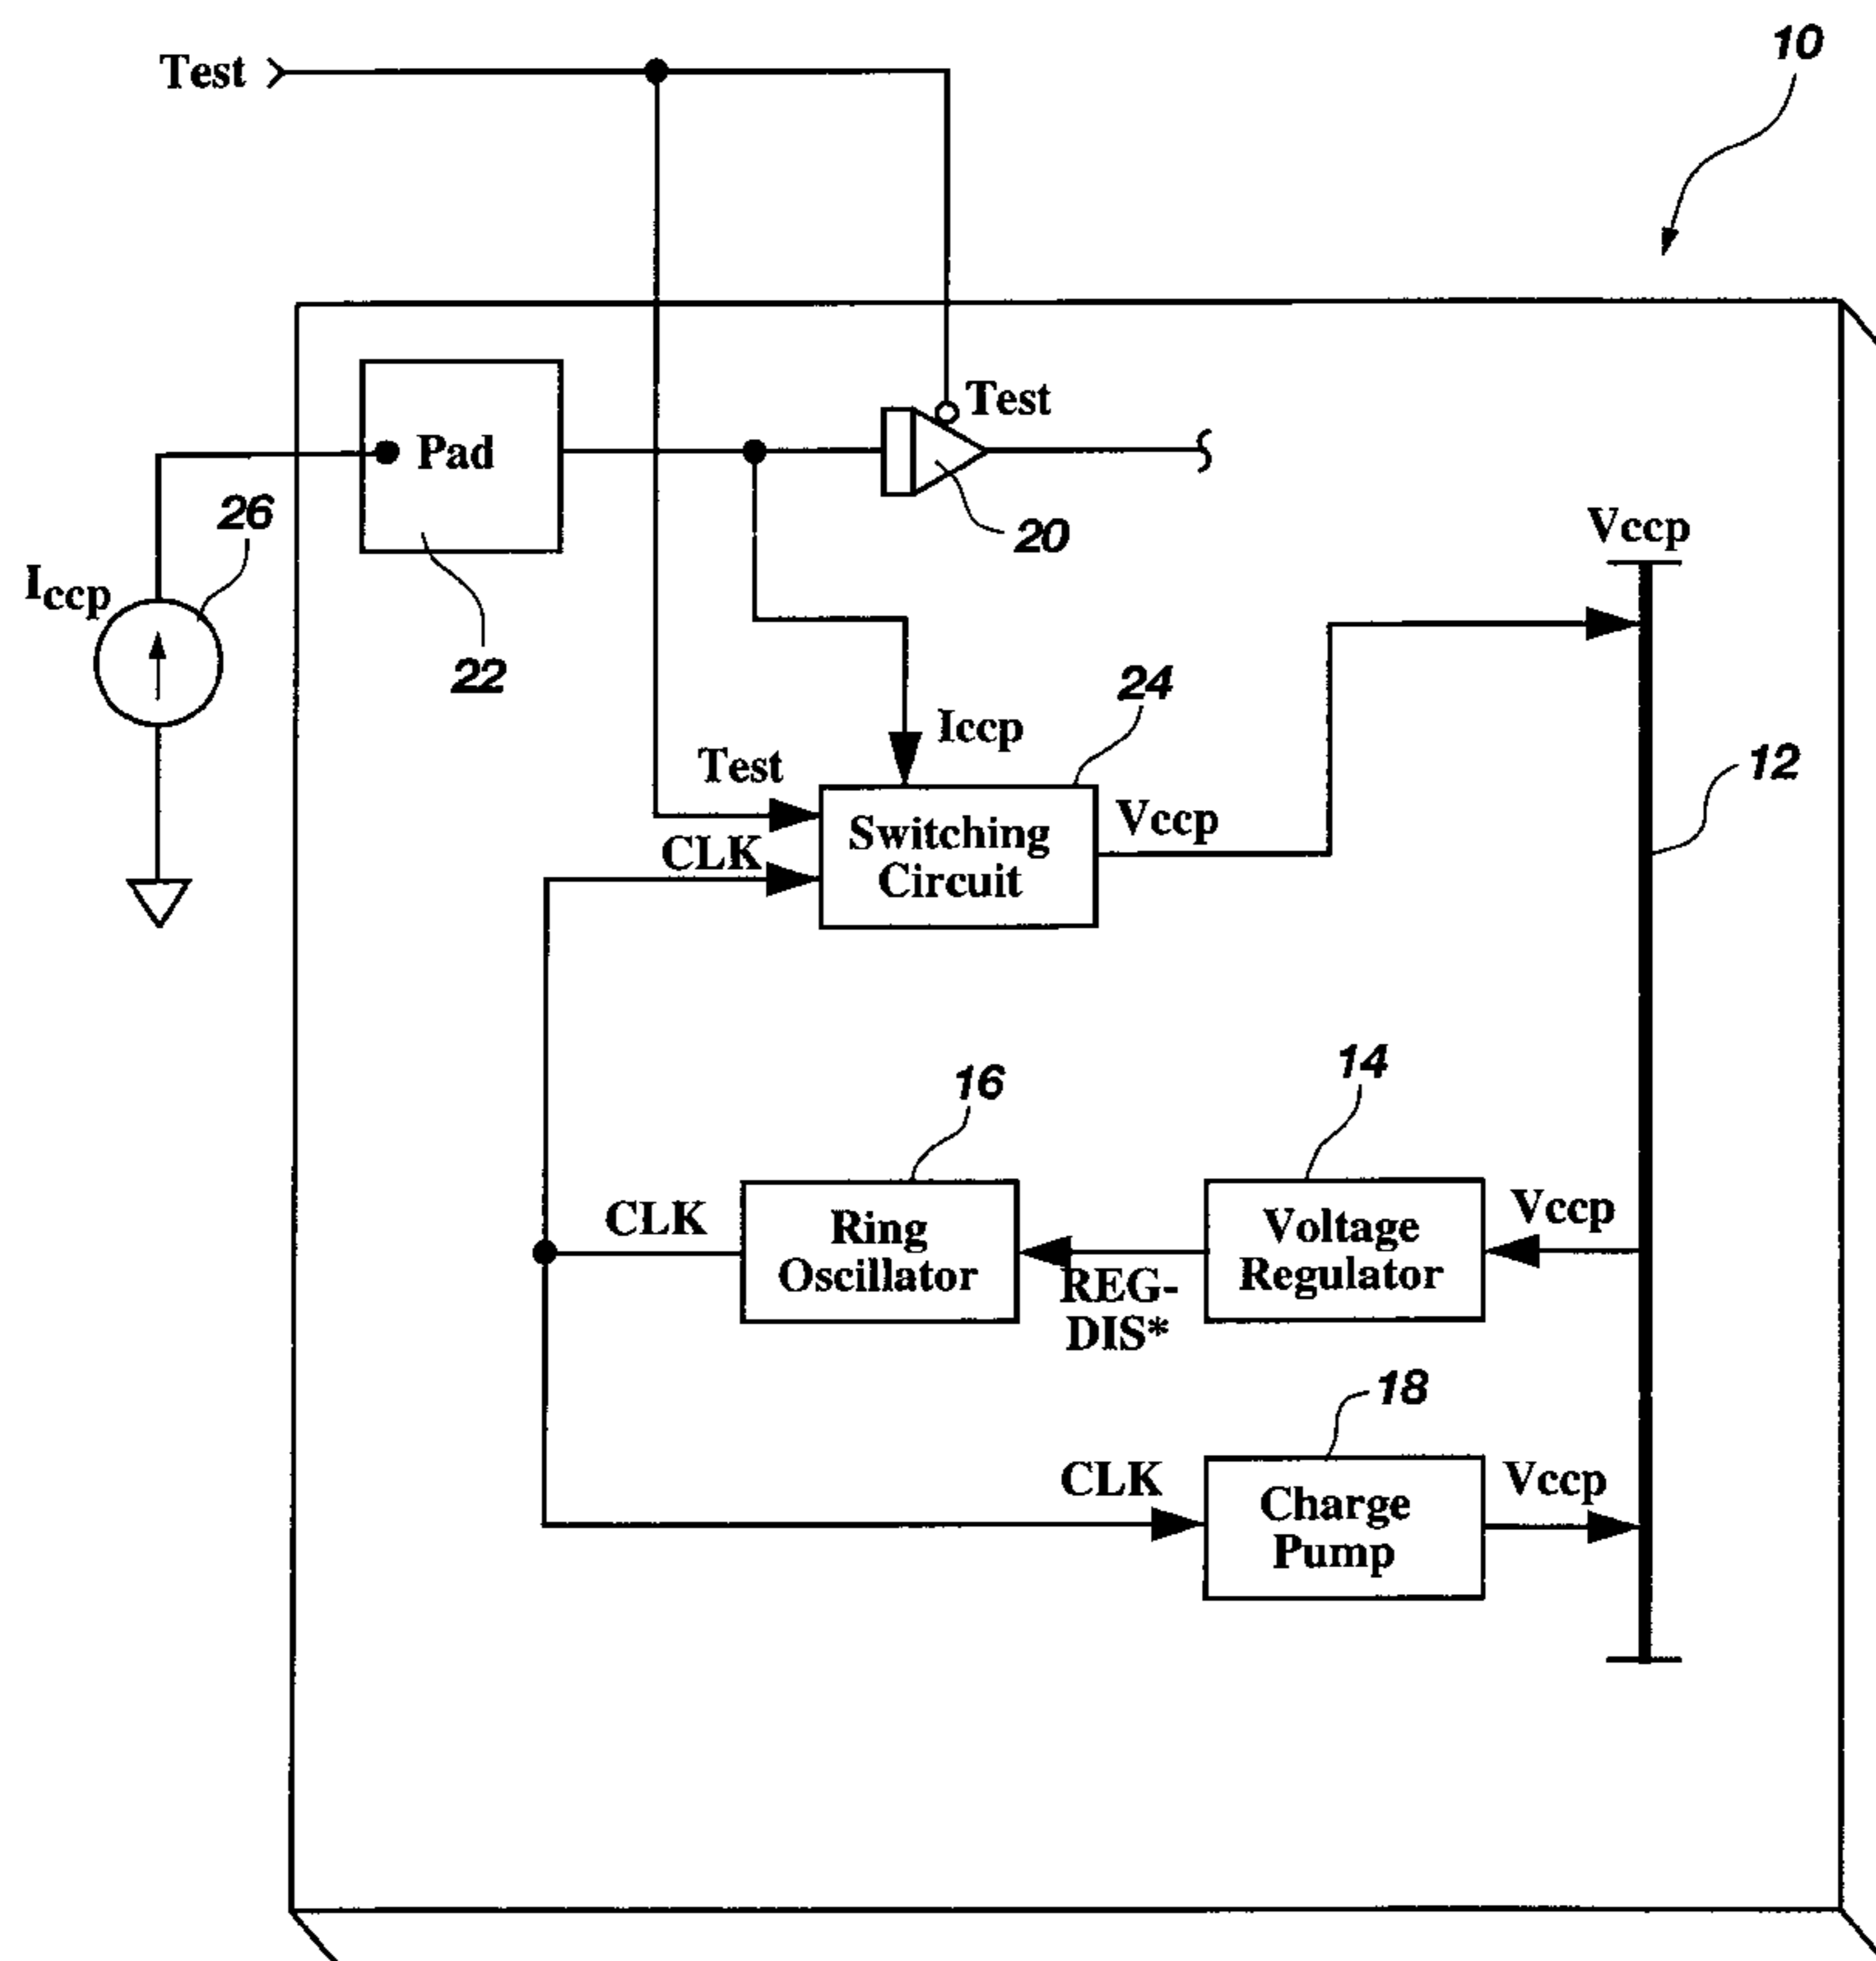 10
Test
Test
Pad
26
20
Vccp
Iccp
22
24
Iccp
12
Test
Vccp
CLK
Switching
Circuit
14
16
CLK
Ring
Oscillator
Voltage
Regulator
Vccp
REG-
DIS*
18
CLK
Charge
Pump
Vccp